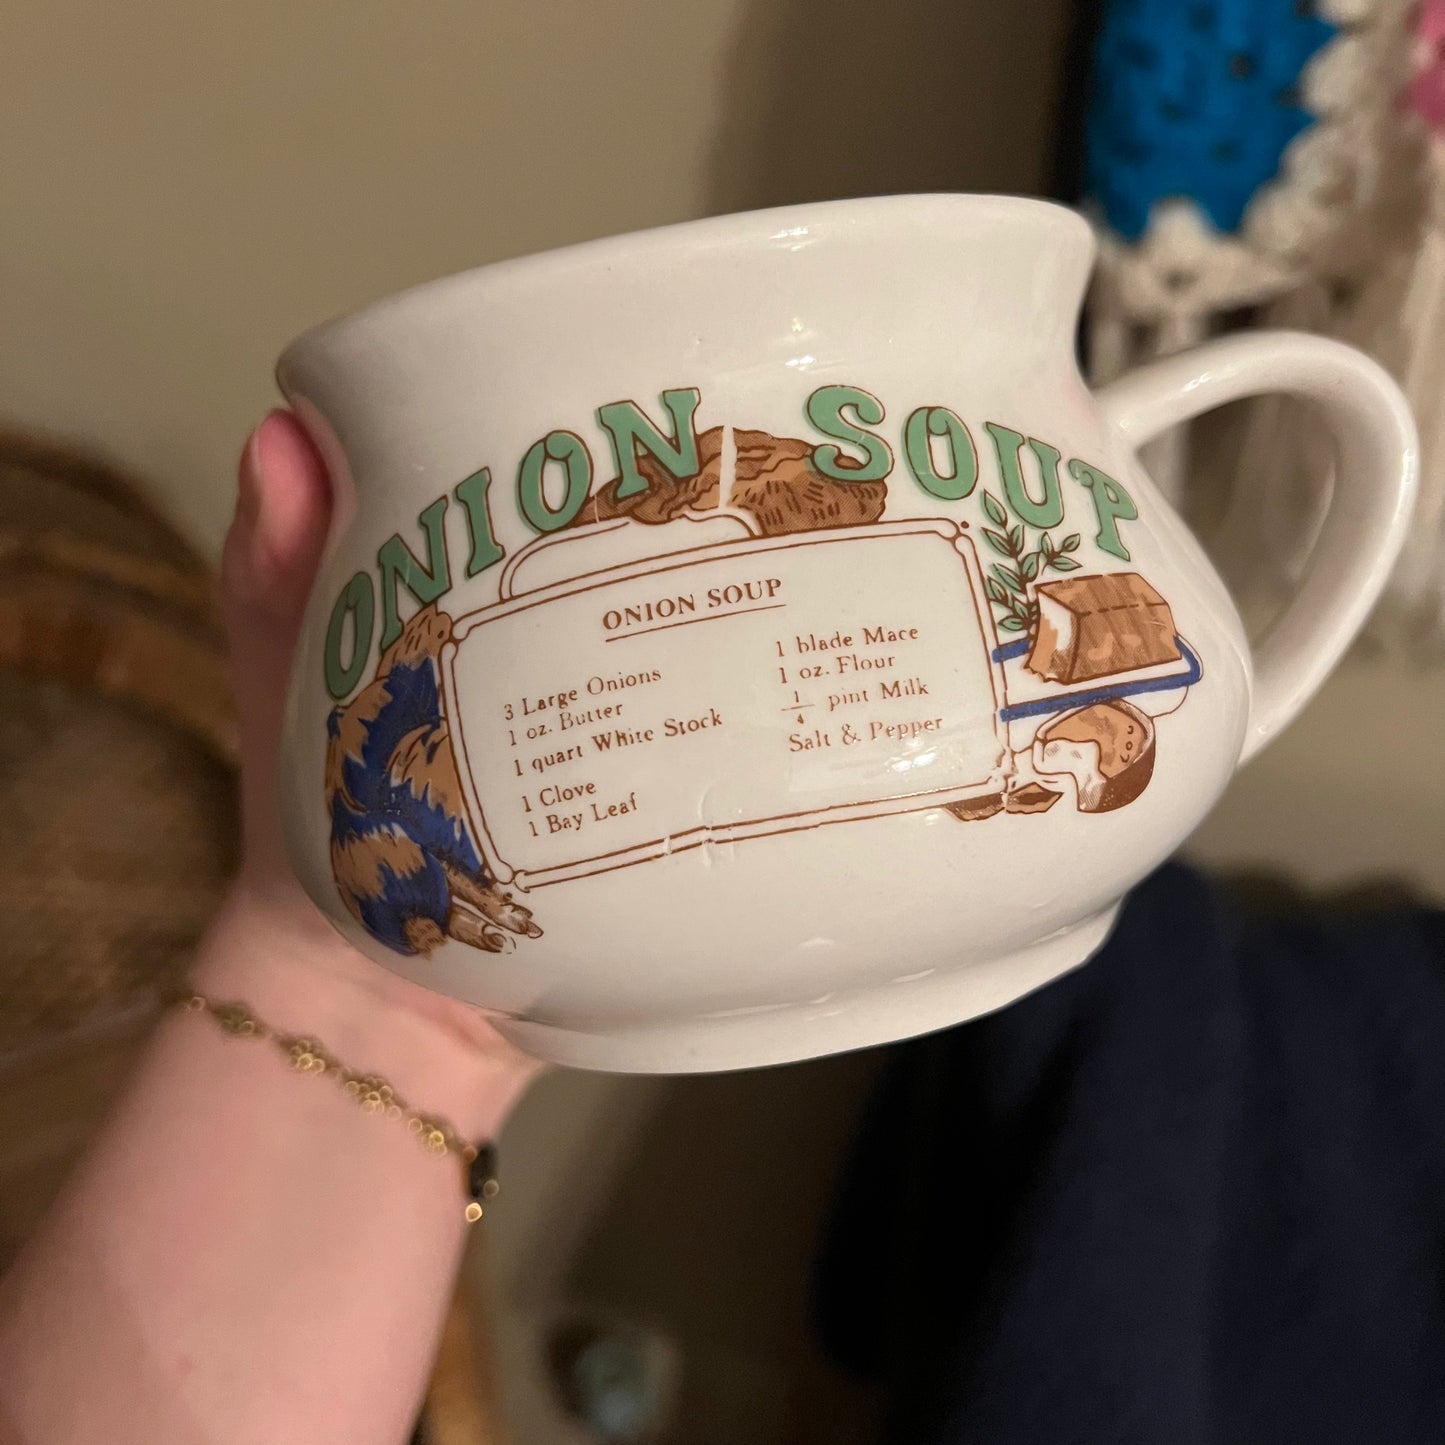 ONION SOUP
ONION SOUP
3 Large Onions
1 oz. Butter
1 quart White Stock
1 Clove
1 Bay Leaf
1 blade Mace
1 oz. Flour
1/4 pint Milk
Salt & Pepper